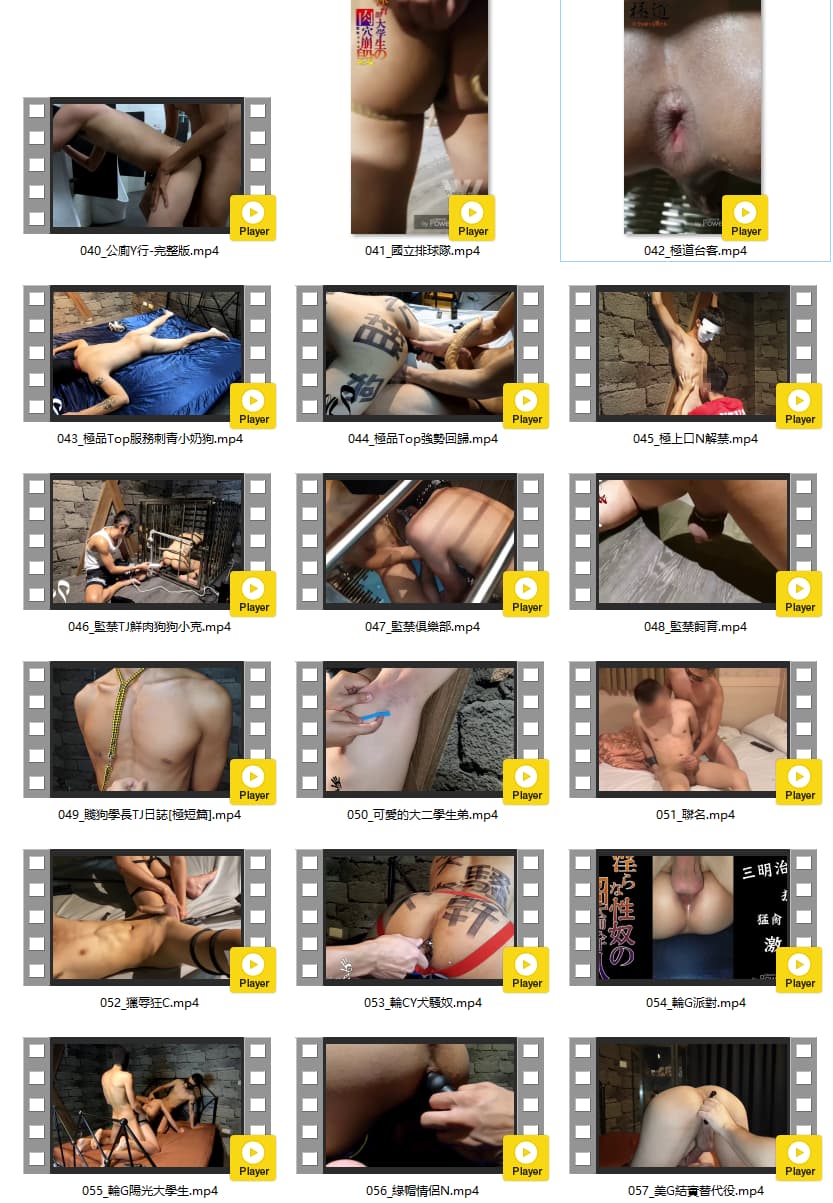 肉
大学生の
肉穴崩
極道
Player
Player
Player
040_公廁Y行-完整版.mp4
041_國立排球隊.mp4
042_極道台客.mp4
Player
Player
Player
043_極品Top服務刺青小奶狗.mp4
044_極品Top強勢回歸.mp4
045_極上口N解禁.mp4
Player
Player
Player
046_監禁TJ鮮肉狗狗小亮.mp4
047_監禁俱樂部.mp4
048_監禁飼育.mp4
Player
Player
Player
049_賤狗學長TJ日誌[極短篇].mp4
050_可愛的大二學生弟.mp4
051_聯名.mp4
淫らな性奴の
三明治
猛禽
激
Player
Player
Player
052_獵辱狂C.mp4
053_輪CY犬騷奴.mp4
054_輪G派對.mp4
Player
Player
Player
055_輪G陽光大學生.mp4
056_綠帽情侶N.mp4
057_美G結實替代役.mp4